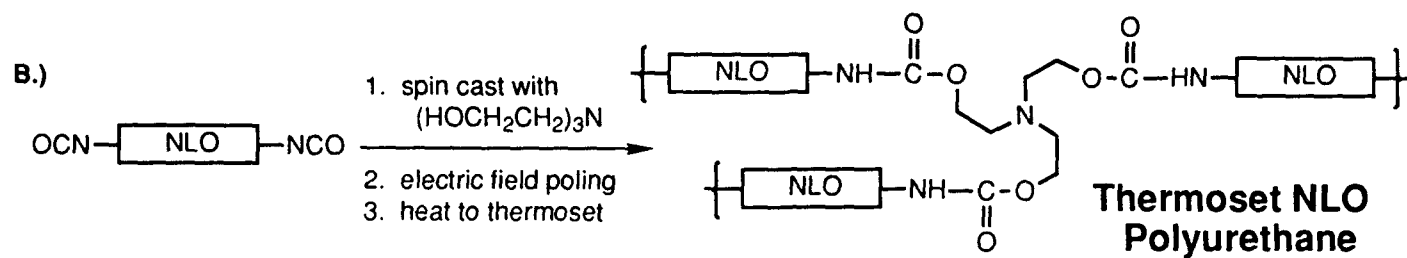 B.)
OCN NLO NCO
1. spin cast with
(HOCH₂CH₂)₃N
2. electric field poling
3. heat to thermoset
O
NLO NH C O
O
O C HN NLO
N
NLO NH C O
O
Thermoset NLO
Polyurethane